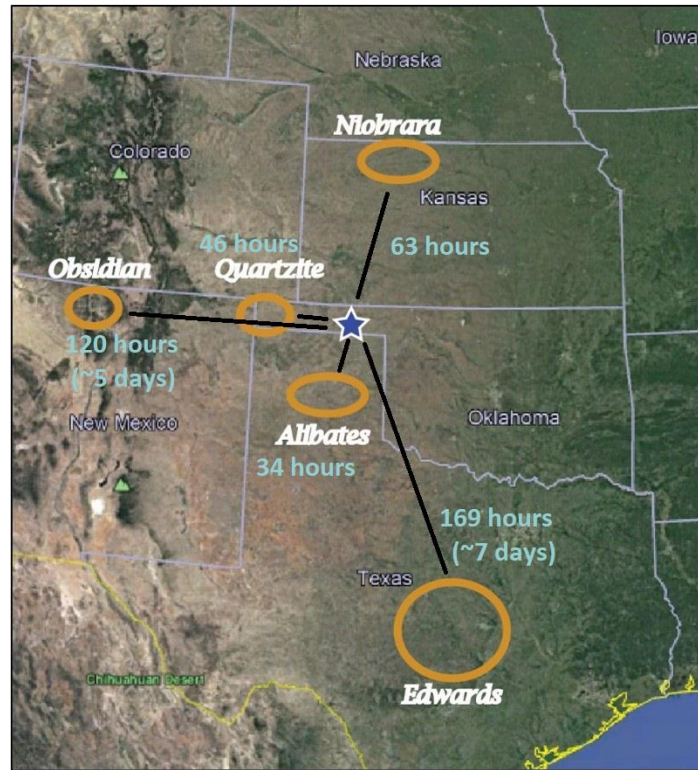 Iowa
Nebraska
Niobrara
Colorado
Kansas
46 hours
63 hours
Obsidian
Quartzite
120 hours
(~5 days)
New Mexico
Alibates
Oklahoma
34 hours
169 hours
(~7 days)
Texas
Chihuahuan Desert
Edwards